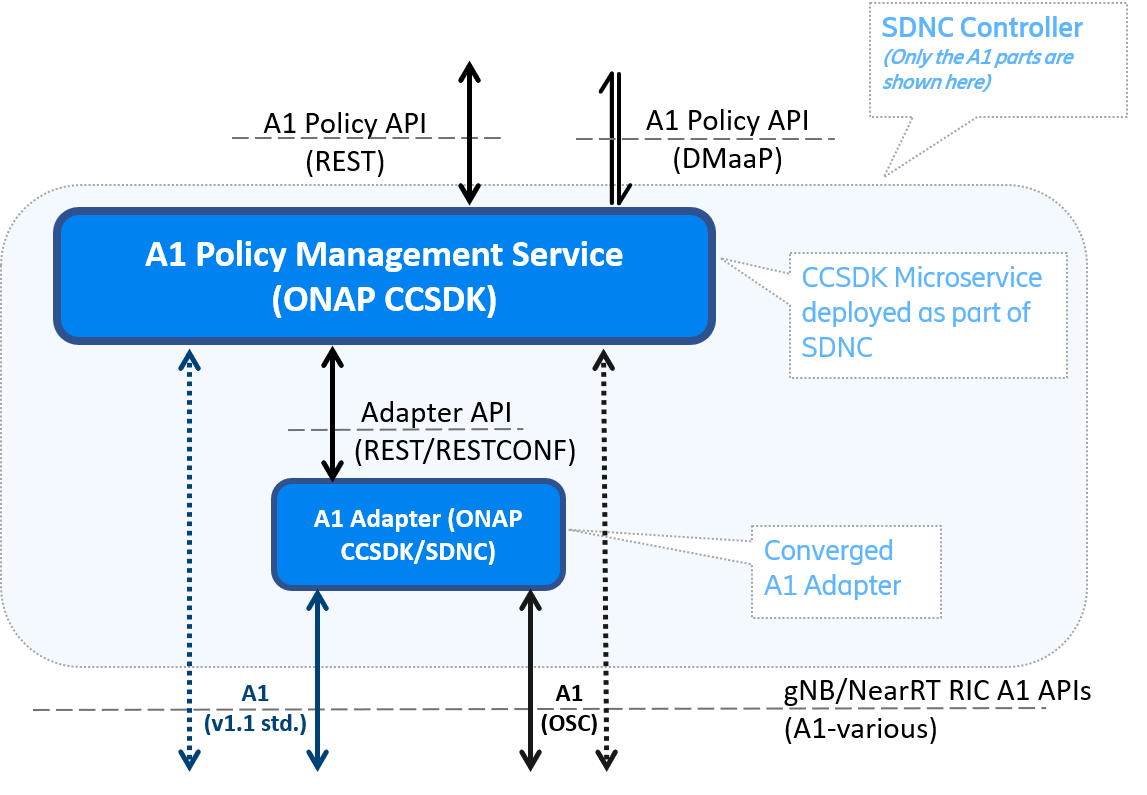 SDNC Controller
(Only the A1 parts are
shown here)
A1 Policy API
(REST)
A1 Policy API
(DMaaP)
A1 Policy Management Service
(ONAP CCSDK)
CCSDK Microservice
deployed as part of
SDNC
Adapter API
(REST/RESTCONF)
A1 Adapter (ONAP
CCSDK/SDNC)
Converged
A1 Adapter
A1
(v1.1 std.)
A1
(OSC)
gNB/NearRT RIC A1 APIs
(A1-various)